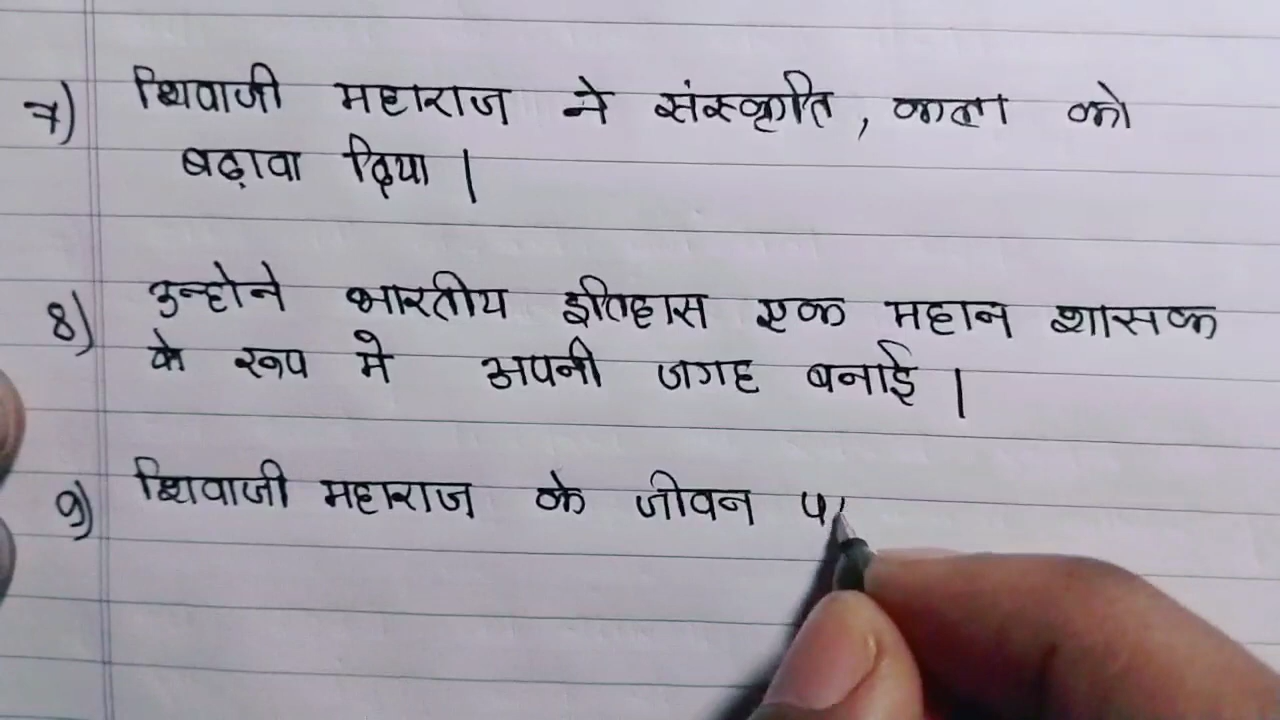 7) शिवाजी महाराज ने संस्कृति, कला को
बढ़ावा दिया |
8) उन्होने भारतीय इतिहास एक महान शासक
के रूप मे अपनी जगह बनाई |
9) शिवाजी महाराज के जीवन